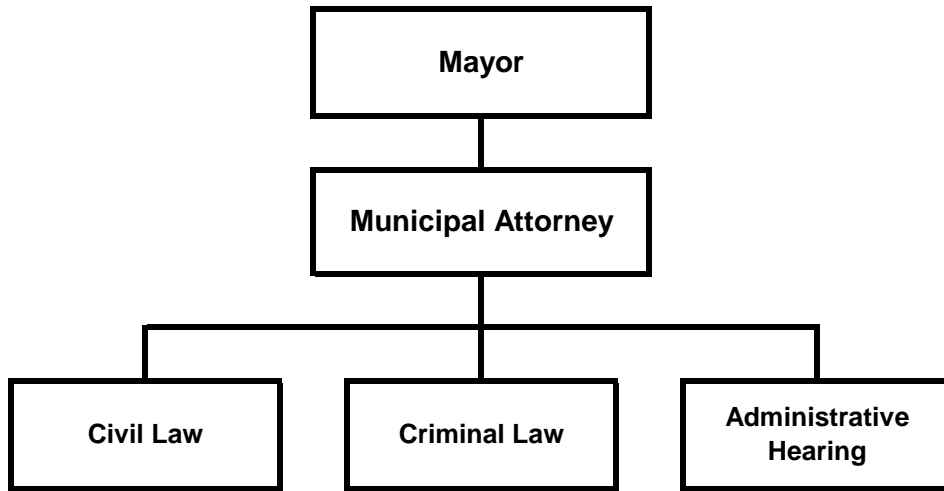 Mayor
Municipal Attorney
Civil Law
Criminal Law
Administrative
Hearing